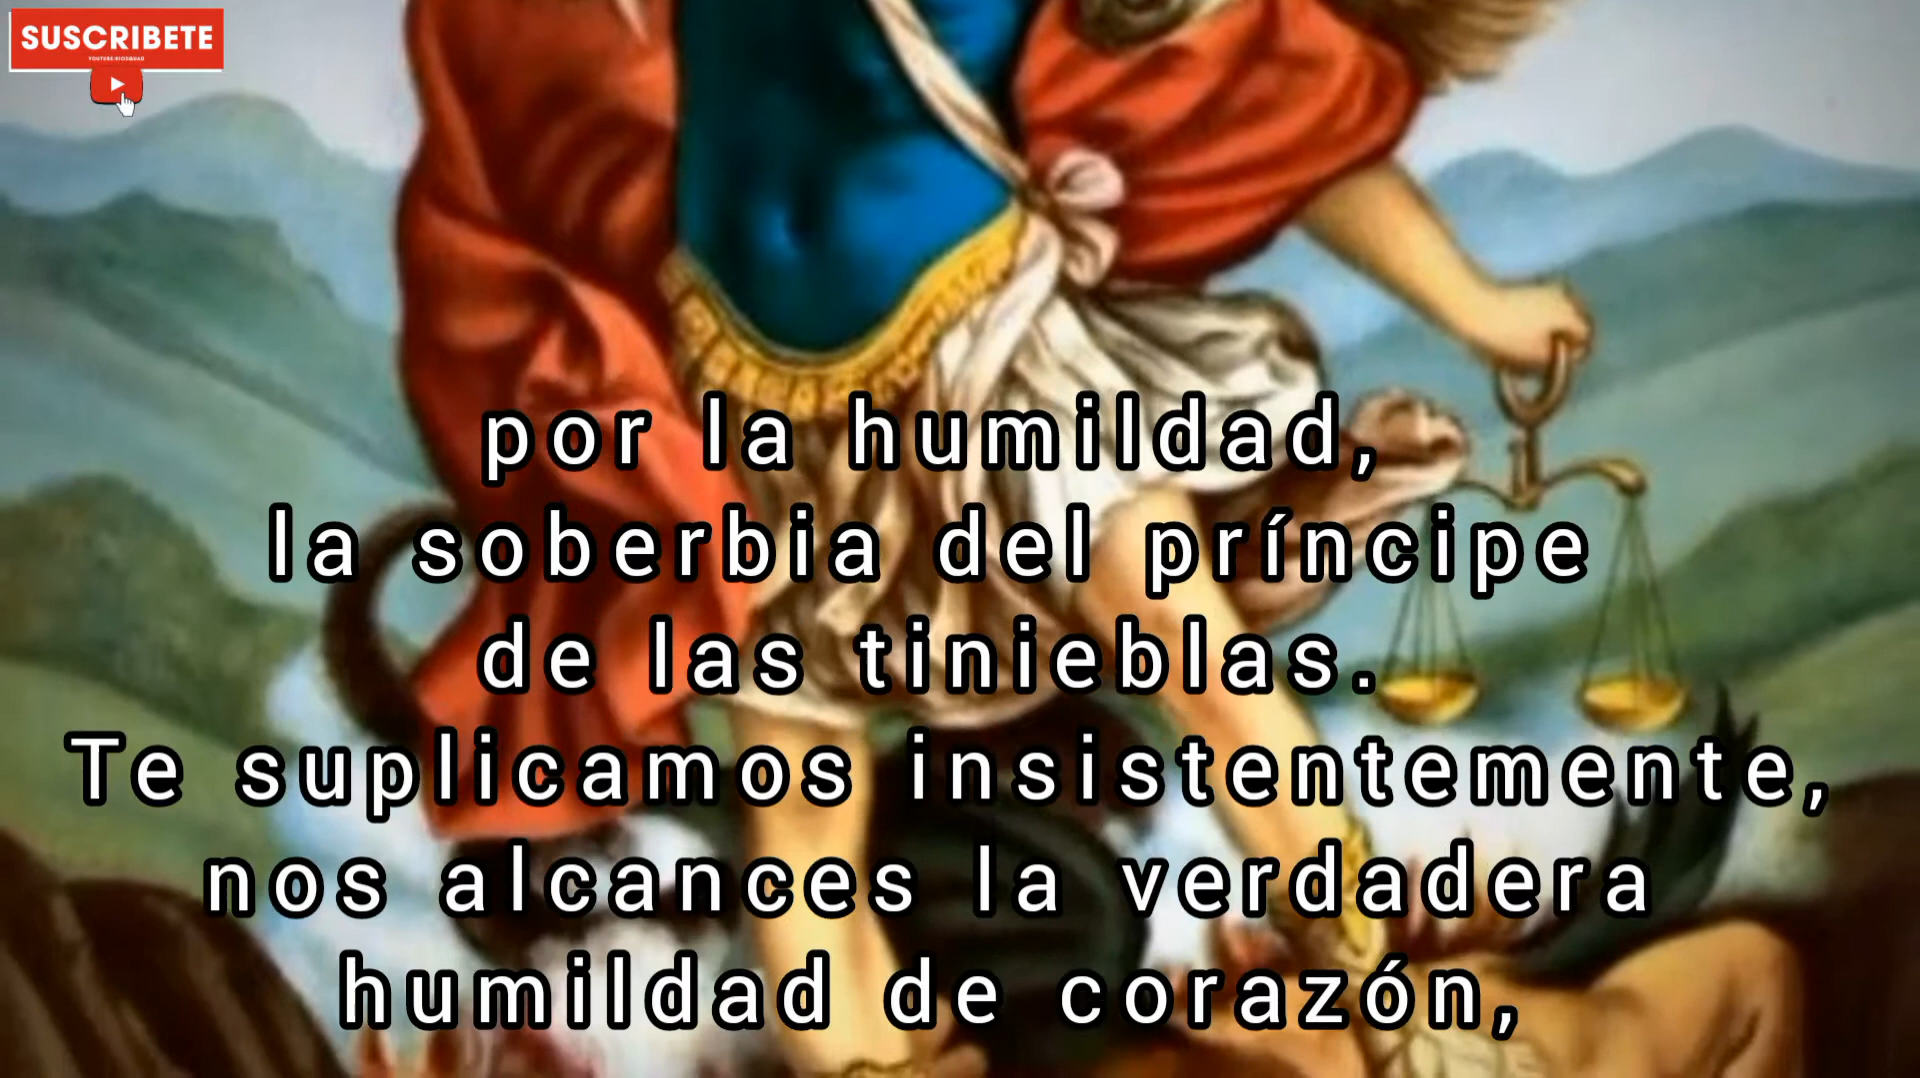 SUSCRIBETE
por la humildad,
la soberbia del príncipe
de las tinieblas.
Te suplicamos insistentemente,
nos alcances la verdadera
humildad de corazón,